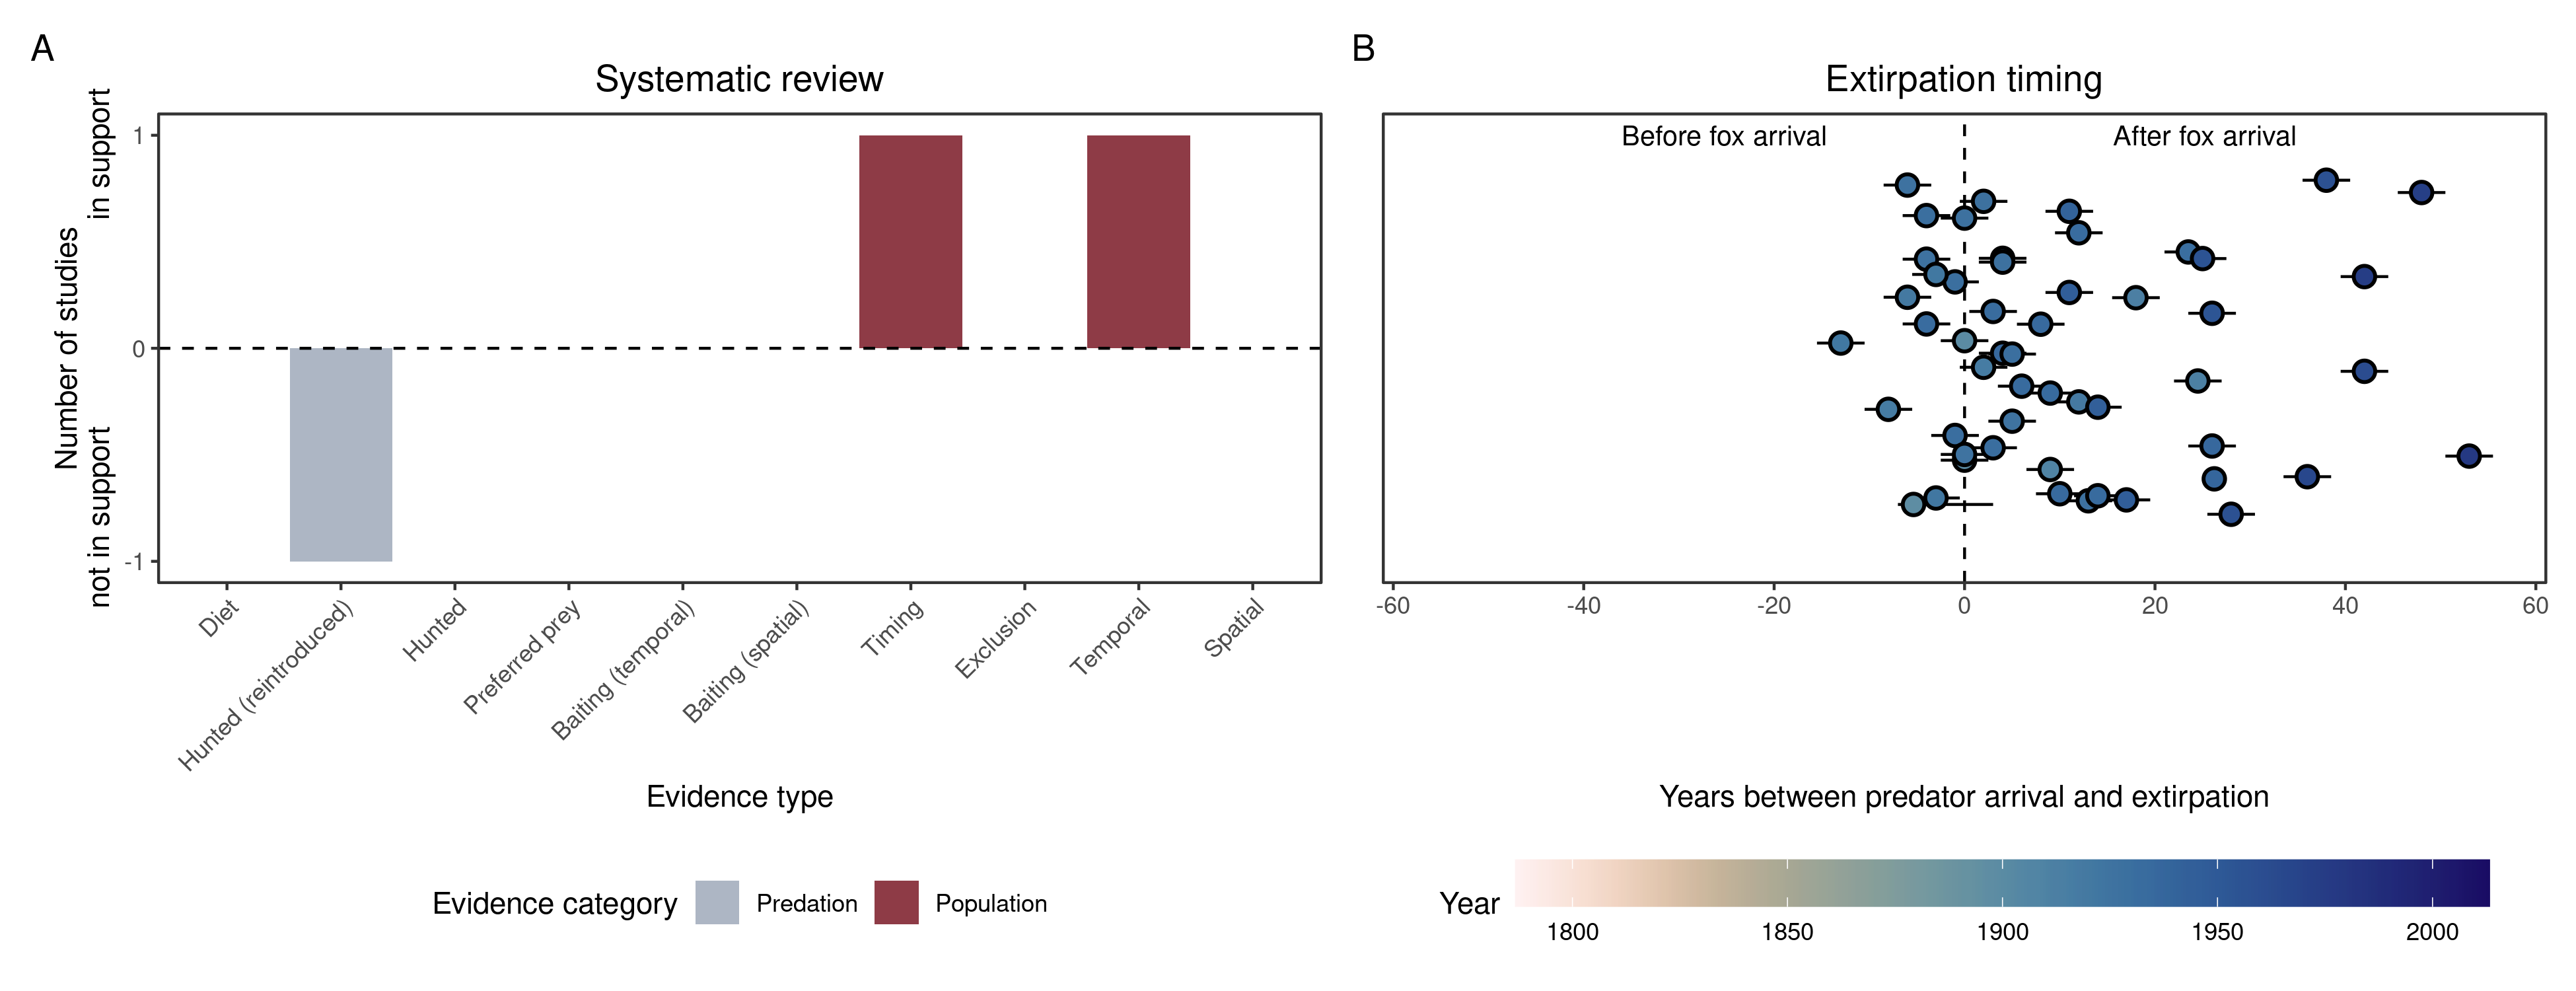 A
Systematic review
Number of studies
not in support
in support
1
0
-1
Diet
Hunted (reintroduced)
Hunted
Preferred prey
Baiting (temporal)
Baiting (spatial)
Timing
Exclusion
Temporal
Spatial
Evidence type
Evidence category
Predation
Population
B
Extirpation timing
Before fox arrival
After fox arrival
-60
-40
-20
0
20
40
60
Years between predator arrival and extirpation
Year
1800
1850
1900
1950
2000